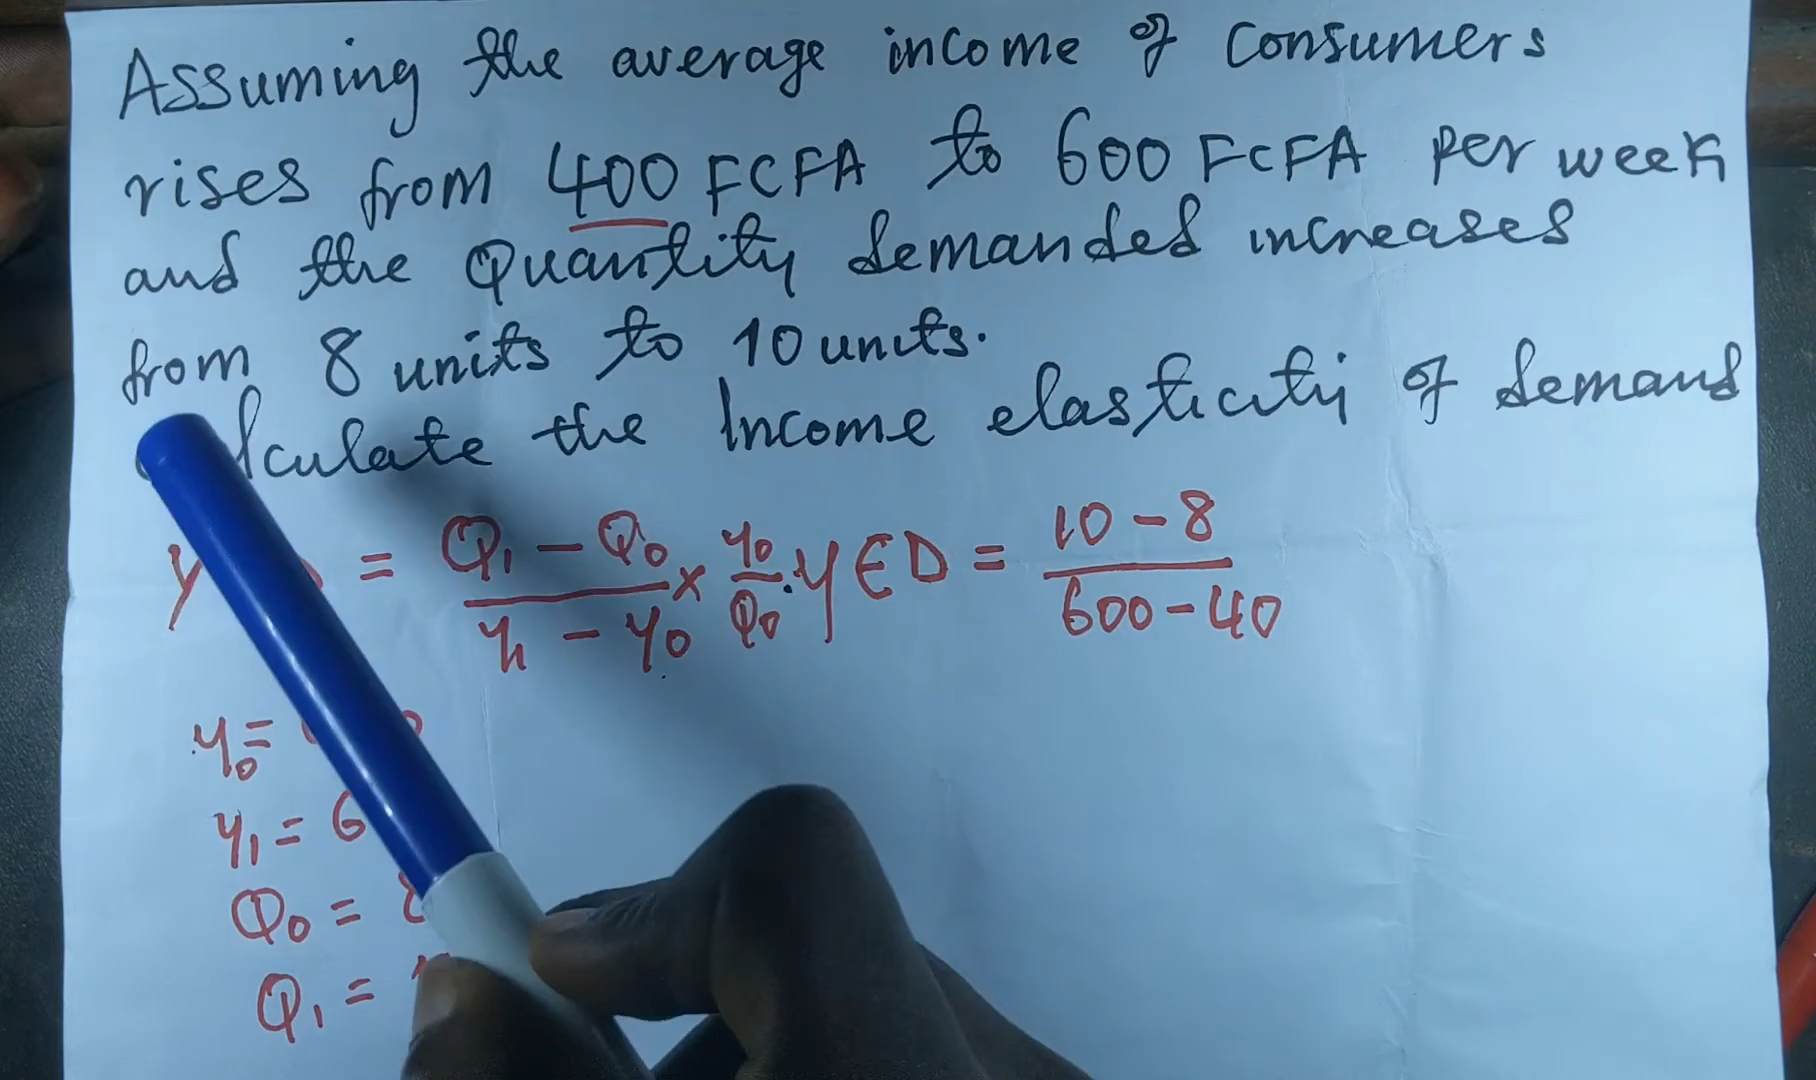 Assuming the average income of consumers
rises from 400 FCFA to 600 FCFA per week
and the Quantity demanded increases
from 8 units to 10 units.
the Income elasticity of demand
= Q₁ - Q₀ / y₁ - y₀ × y₀ / Q₀ . YED = 10 - 8 / 600 - 40
y₀ =
y₁ = 6
Q₀ = 8
Q₁ =